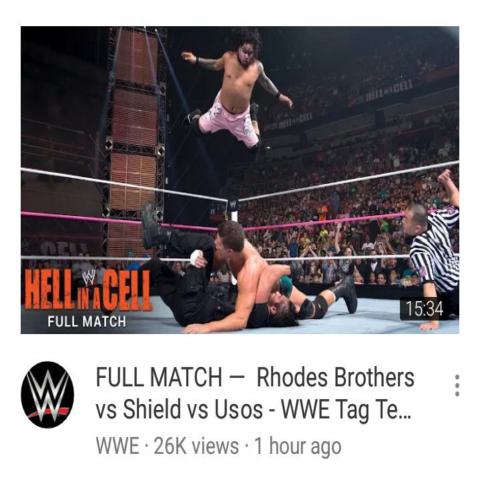 HELL IN A CELL
FULL MATCH
15:34
FULL MATCH — Rhodes Brothers
vs Shield vs Usos - WWE Tag Te...
WWE · 26K views · 1 hour ago